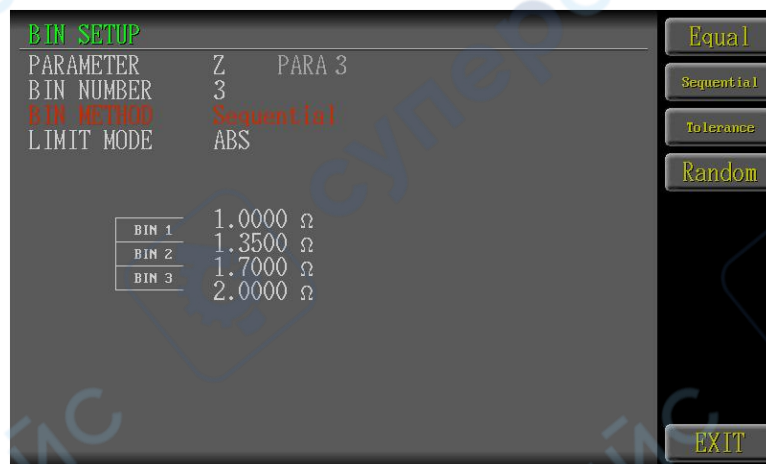 BIN SETUP
PARAMETER Z PARA 3
BIN NUMBER 3
BIN METHOD Sequential
LIMIT MODE ABS
BIN 1
BIN 2
BIN 3
1.0000 Ω
1.3500 Ω
1.7000 Ω
2.0000 Ω
Equal
Sequential
Tolerance
Random
EXIT